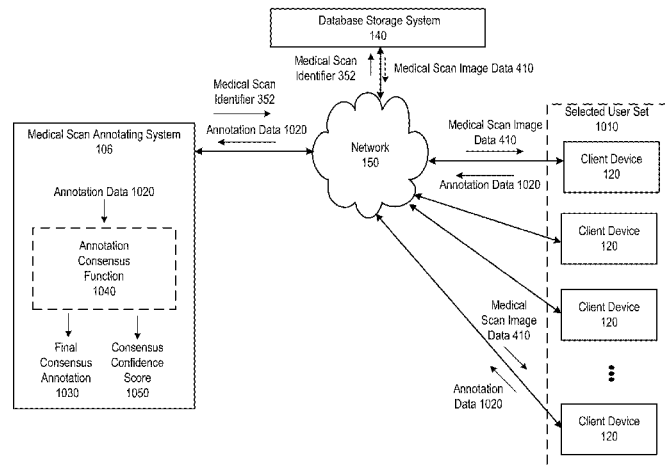 Database Storage System
140
Medical Scan
Identifier 352
Medical Scan Image Data 410
Medical Scan
Identifier 352
Annotation Data 1020
Network
150
Medical Scan Annotating System
106
Annotation Data 1020
Annotation
Consensus
Function
1040
Final
Consensus
Annotation
1030
Consensus
Confidence
Score
1050
Selected User Set
1010
Medical Scan Image
Data 410
Annotation Data 1020
Client Device
120
Client Device
120
Client Device
120
Medical
Scan Image
Data 410
Annotation
Data 1020
Client Device
120